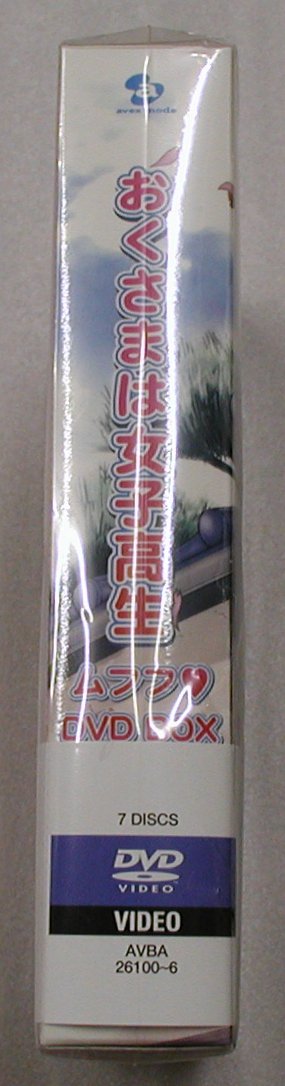 a
avex mode
おくさまは女子高生
ムフフ♥
DVD BOX
7 DISCS
DVD
VIDEO
VIDEO
AVBA
26100~6